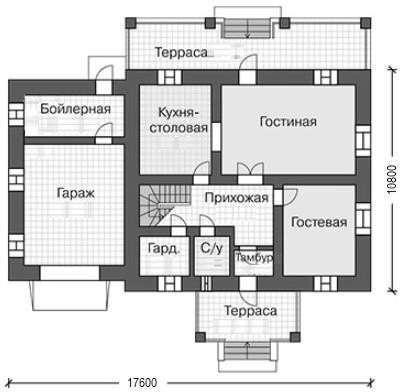 Терраса
Бойлерная
Кухня-
столовая
Гостиная
Гараж
Прихожая
Гостевая
Гард.
С/у
Тамбур
Терраса
10800
17600